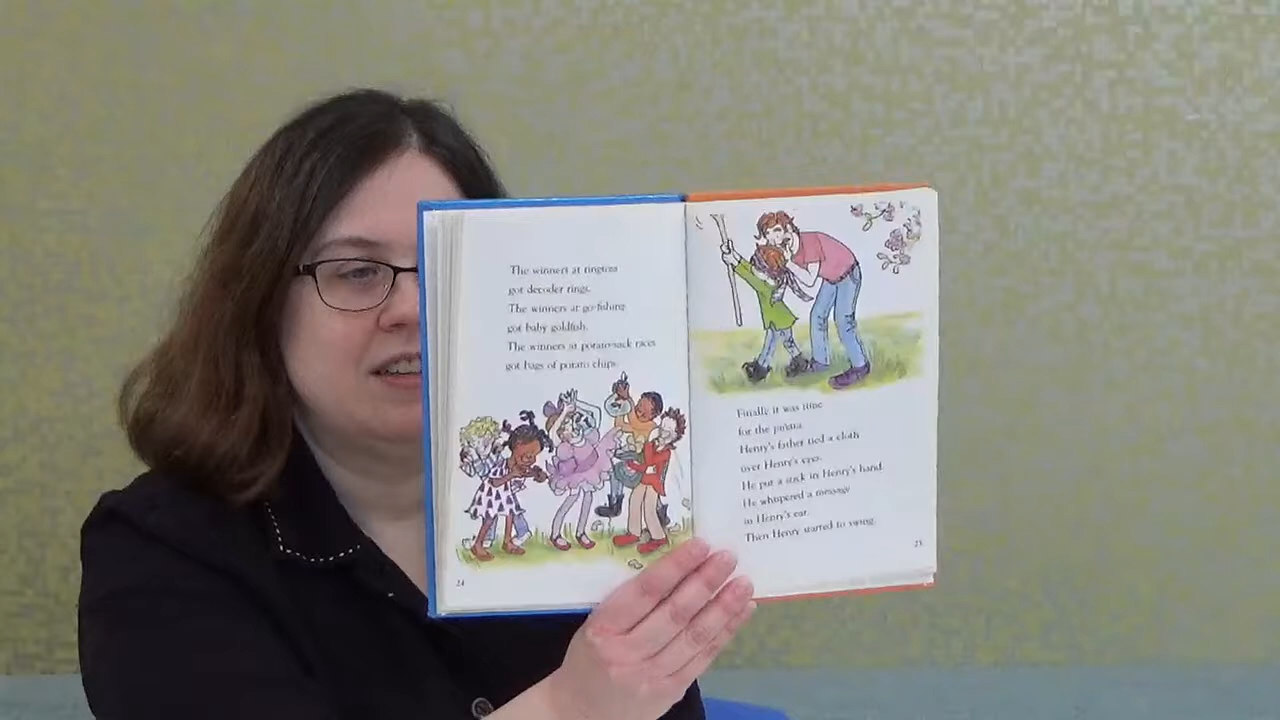 The winners at ringtoss
got decoder rings.
The winners at go-fishing
got baby goldfish.
The winners at potato-sack races
got bags of potato chips.
24
Finally it was time
for the piñata.
Henry's father tied a cloth
over Henry's eyes.
He put a stick in Henry's hand.
He whispered a message
in Henry's ear.
Then Henry started to swing.
25